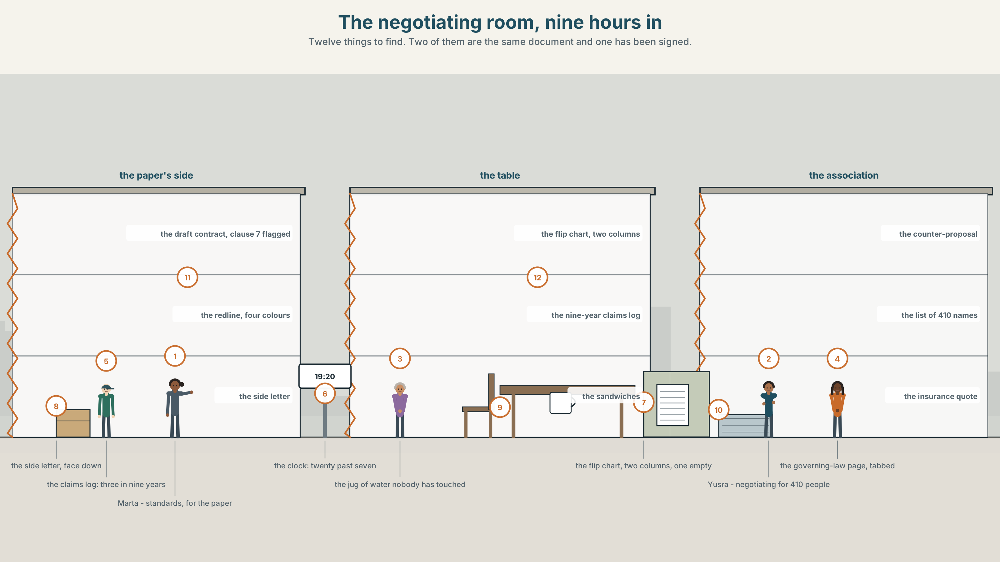 The negotiating room, nine hours in
Twelve things to find. Two of them are the same document and one has been signed.
the paper's side
the table
the association
the draft contract, clause 7 flagged
the flip chart, two columns
the counter-proposal
11
12
the redline, four colours
the nine-year claims log
the list of 410 names
5
1
3
2
4
19:20
6
8
the side letter
9
the sandwiches
7
10
the insurance quote
the side letter, face down
the clock: twenty past seven
the flip chart, two columns, one empty
the governing-law page, tabbed
the claims log: three in nine years
the jug of water nobody has touched
Yusra - negotiating for 410 people
Marta - standards, for the paper